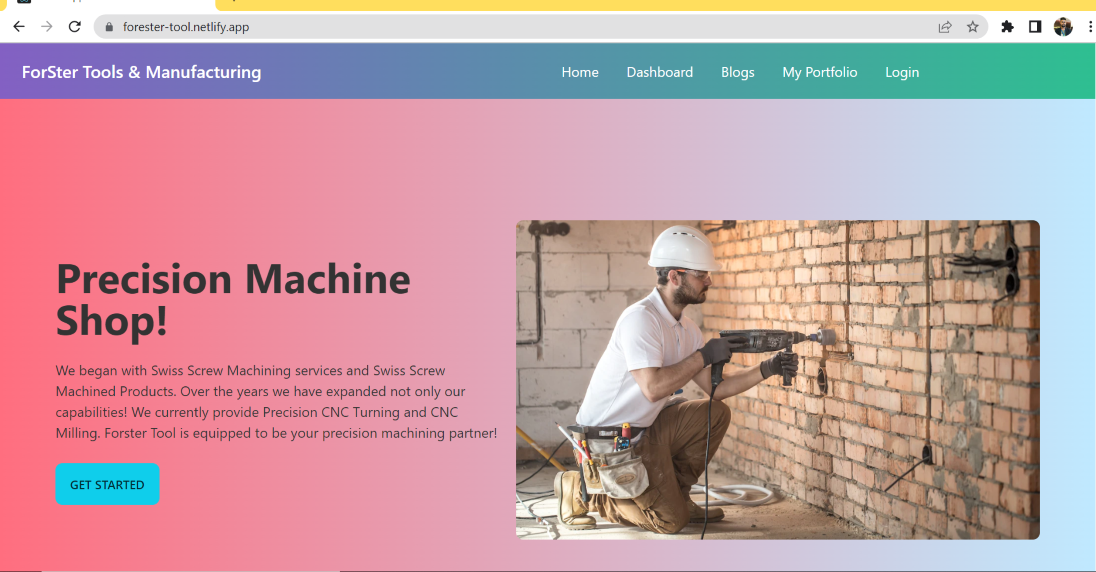 forester-tool.netlify.app
ForSter Tools & Manufacturing
Home Dashboard Blogs My Portfolio Login
Precision Machine
Shop!
We began with Swiss Screw Machining services and Swiss Screw
Machined Products. Over the years we have expanded not only our
capabilities! We currently provide Precision CNC Turning and CNC
Milling. Forster Tool is equipped to be your precision machining partner!
GET STARTED